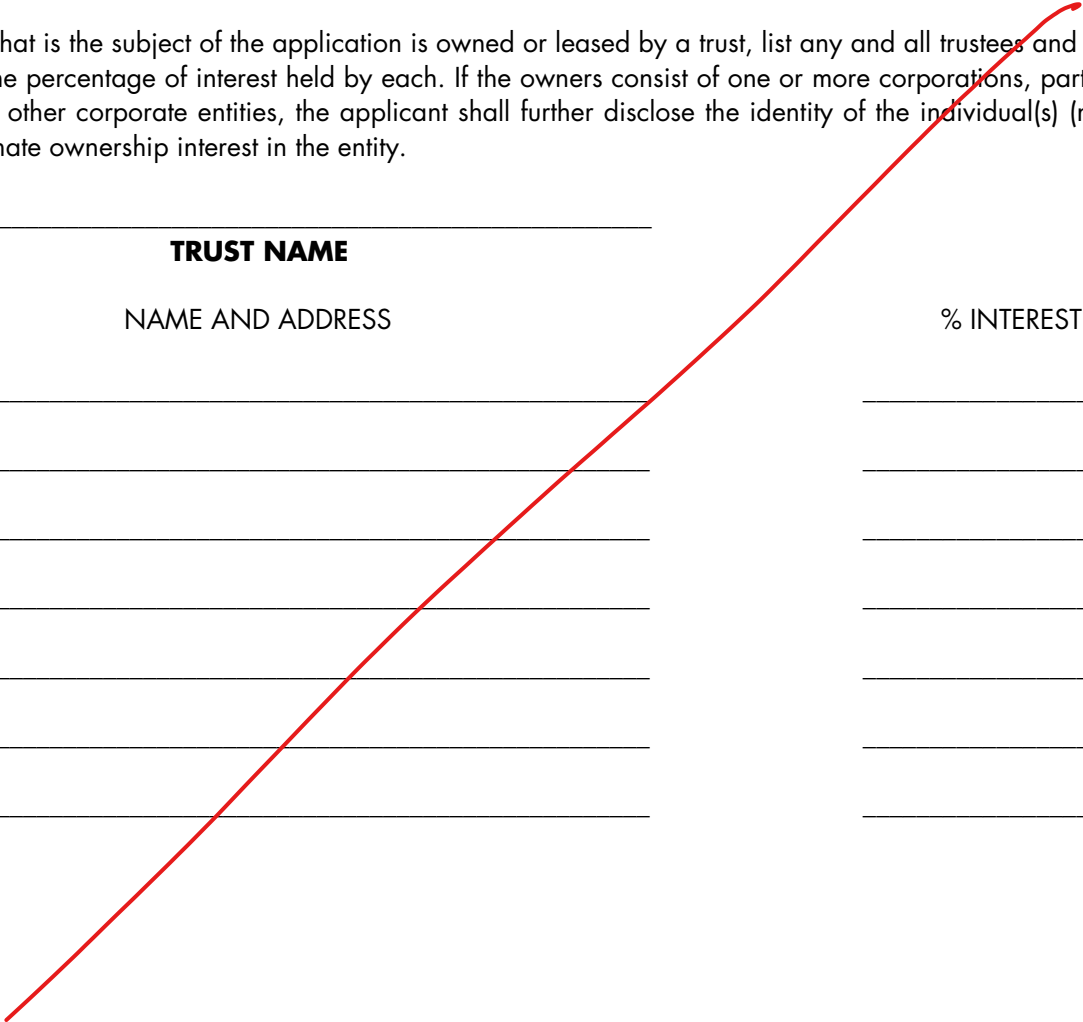 hat is the subject of the application is owned or leased by a trust, list any and all trustees and
e percentage of interest held by each. If the owners consist of one or more corporations, part
other corporate entities, the applicant shall further disclose the identity of the individual(s) (
nate ownership interest in the entity.
TRUST NAME
NAME AND ADDRESS
% INTEREST